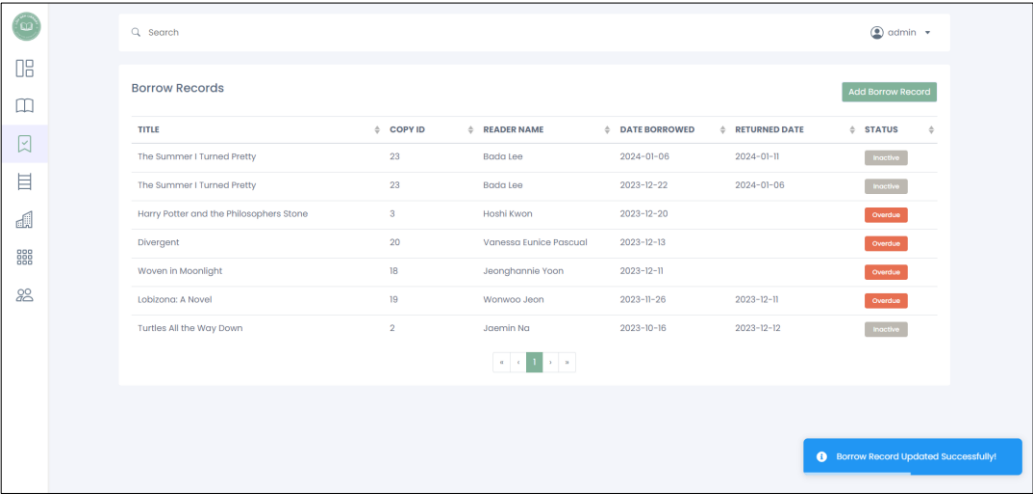 Search admin
Borrow Records
Add Borrow Record
TITLE COPY ID READER NAME DATE BORROWED RETURNED DATE STATUS
The Summer I Turned Pretty 23 Bada Lee 2024-01-06 2024-01-11 Inactive
The Summer I Turned Pretty 23 Bada Lee 2023-12-22 2024-01-06 Inactive
Harry Potter and the Philosophers Stone 3 Hoshi Kwon 2023-12-20 Overdue
Divergent 20 Vanessa Eunice Pascual 2023-12-13 Overdue
Woven in Moonlight 18 Jeonghannie Yoon 2023-12-11 Overdue
Lobizona: A Novel 19 Wonwoo Jeon 2023-11-26 2023-12-11 Overdue
Turtles All the Way Down 2 Jaemin Na 2023-10-16 2023-12-12 Inactive
« ‹ 1 › »
Borrow Record Updated Successfully!